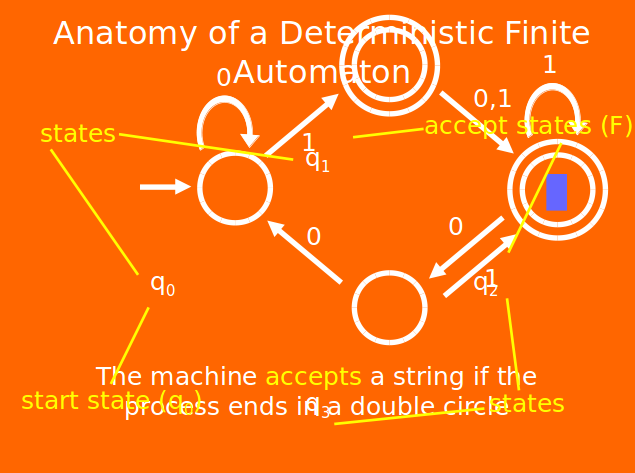 Anatomy of a Deterministic Finite
Automaton
0
1
0,1
states
accept states (F)
1
q1
0
0
q0
q2
1
The machine accepts a string if the
start state (q0)
process ends in a double circle
q3
states